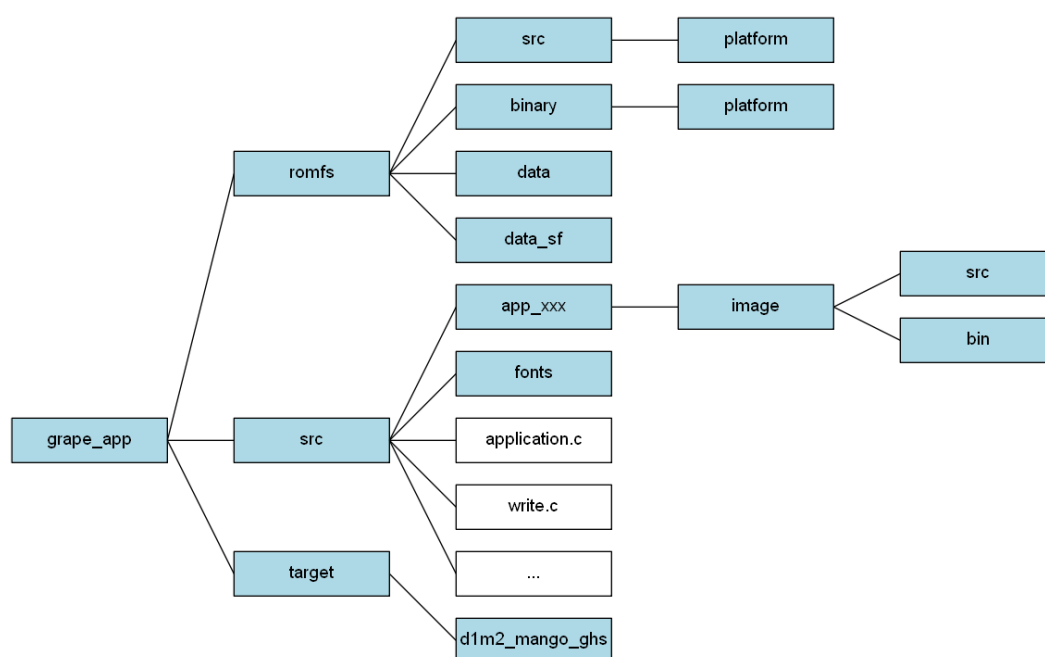 src
platform
binary
platform
romfs
data
data_sf
src
app_xxx
image
bin
fonts
grape_app
src
application.c
write.c
target
...
d1m2_mango_ghs